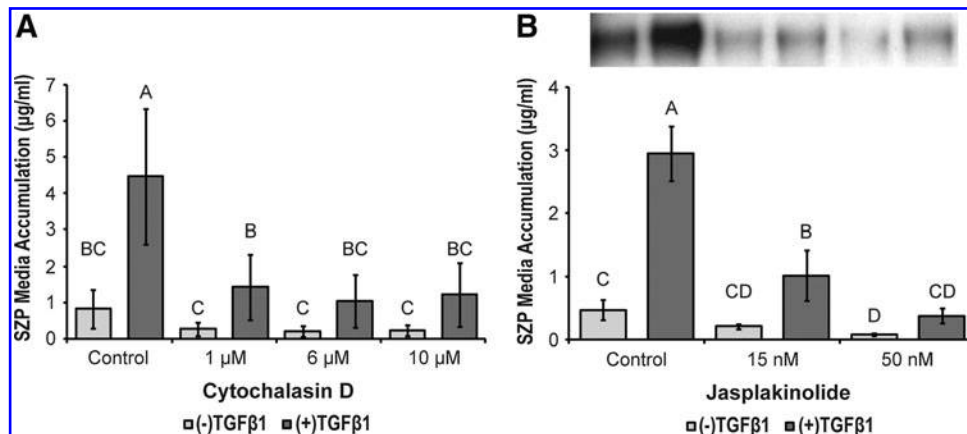 A
SZP Media Accumulation (µg/ml)
7
6
5
4
3
2
1
0
BC
A
C
B
C
BC
C
BC
Control
1 µM
6 µM
10 µM
Cytochalasin D
(-)TGFβ1
(+)TGFβ1
B
SZP Media Accumulation (µg/ml)
4
3
2
1
0
C
A
CD
B
D
CD
Control
15 nM
50 nM
Jasplakinolide
(-)TGFβ1
(+)TGFβ1